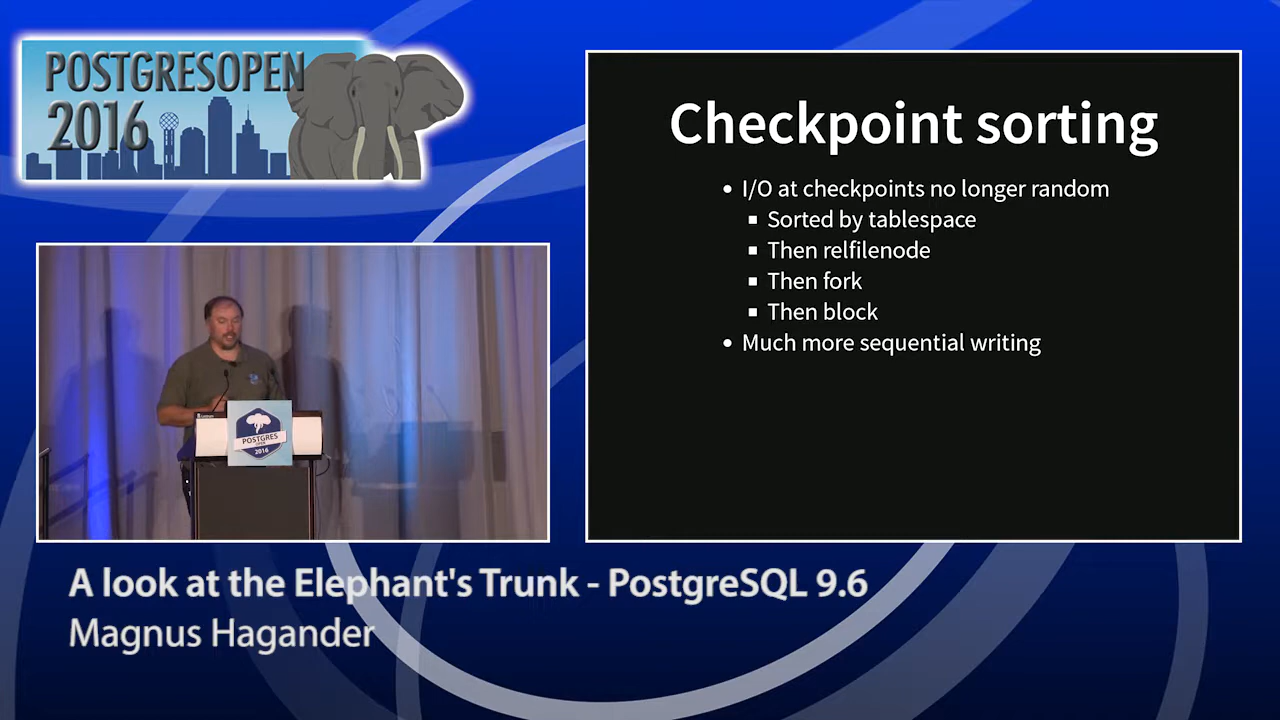 POSTGRESOPEN
2016
Checkpoint sorting
• I/O at checkpoints no longer random
▪ Sorted by tablespace
▪ Then relfilenode
▪ Then fork
▪ Then block
• Much more sequential writing
POSTGRES
OPEN
2016
A look at the Elephant's Trunk - PostgreSQL 9.6
Magnus Hagander